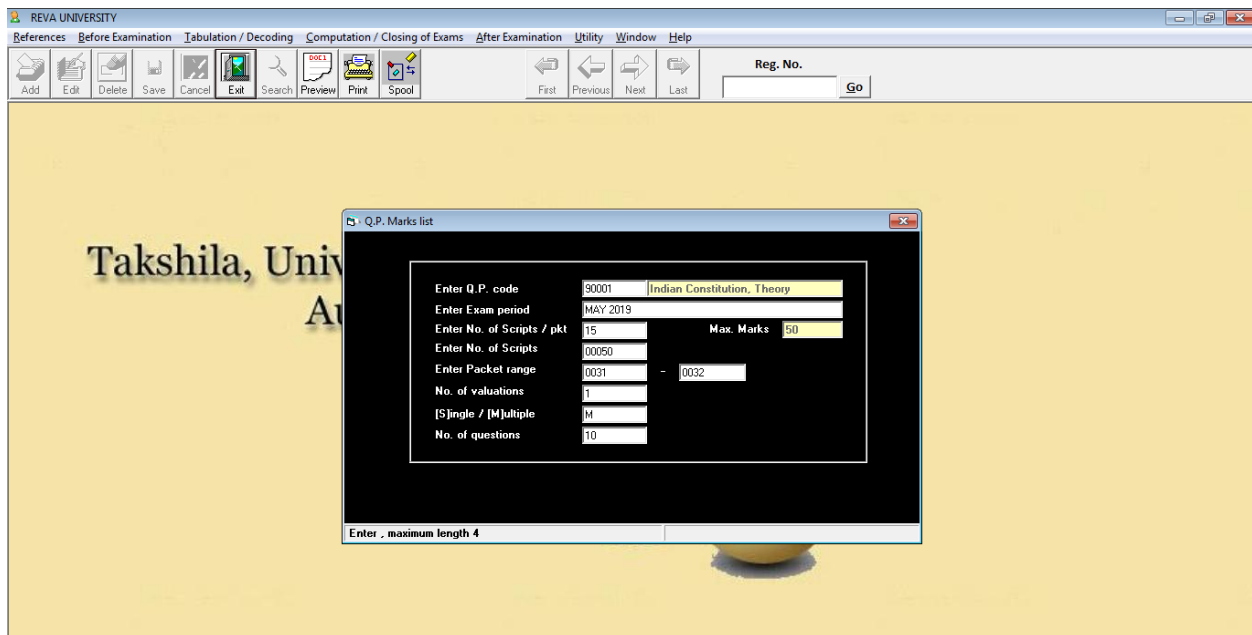 REVA UNIVERSITY
References Before Examination Tabulation / Decoding Computation / Closing of Exams After Examination Utility Window Help
DOC1
Reg. No.
Add Edit Delete Save Cancel Exit Search Preview Print Spool First Previous Next Last Go
Q.P. Marks list
Takshila, Univ
Enter Q.P. code 90001 Indian Constitution, Theory
Enter Exam period MAY 2019
Enter No. of Scripts / pkt 15 Max. Marks 50
Enter No. of Scripts 00050
Enter Packet range 0031 - 0032
No. of valuations 1
[S]ingle / [M]ultiple M
No. of questions 10
Enter , maximum length 4